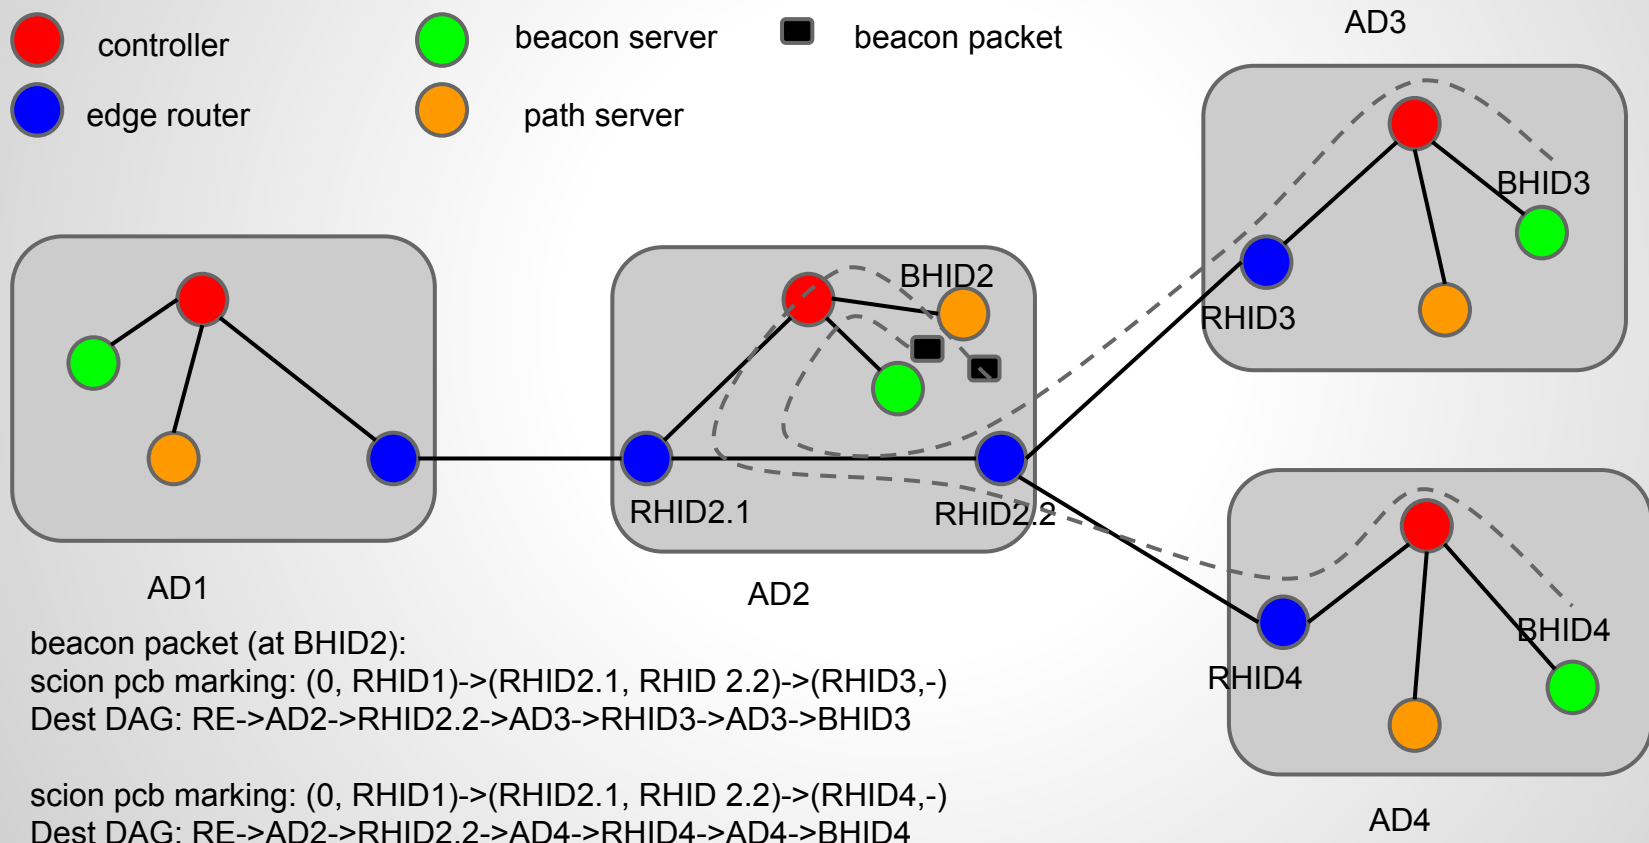 controller
beacon server
beacon packet
edge router
path server
AD3
BHID3
RHID3
BHID2
RHID2.1
RHID2.2
AD1
AD2
BHID4
RHID4
AD4
beacon packet (at BHID2):
scion pcb marking: (0, RHID1)->(RHID2.1, RHID 2.2)->(RHID3,-)
Dest DAG: RE->AD2->RHID2.2->AD3->RHID3->AD3->BHID3
scion pcb marking: (0, RHID1)->(RHID2.1, RHID 2.2)->(RHID4,-)
Dest DAG: RE->AD2->RHID2.2->AD4->RHID4->AD4->BHID4